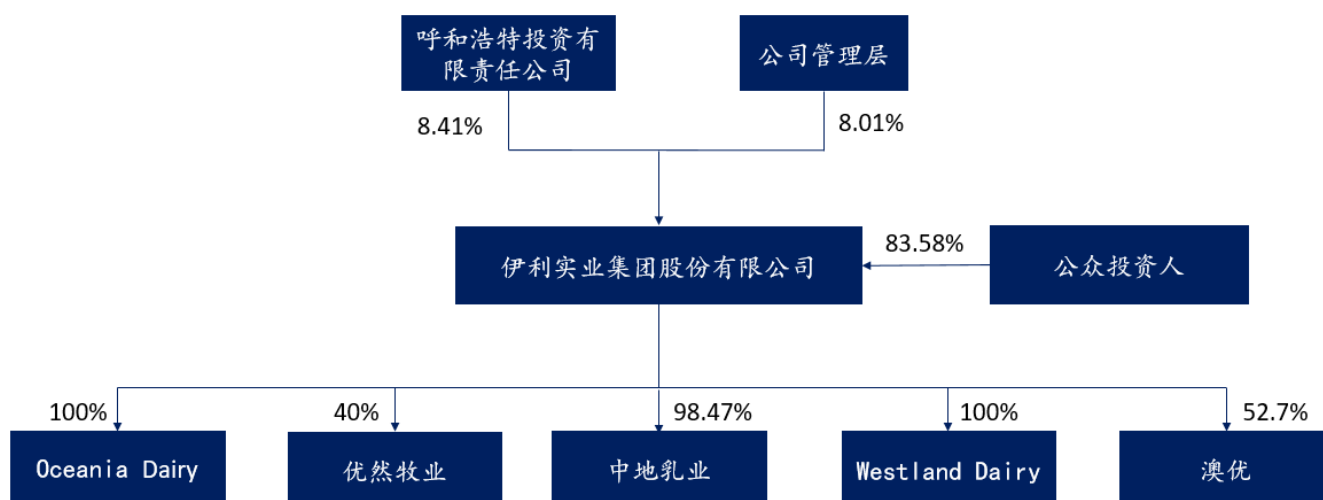 呼和浩特投资有
限责任公司
公司管理层
8.41%
8.01%
伊利实业集团股份有限公司
83.58%
公众投资人
100%
40%
98.47%
100%
52.7%
Oceania Dairy
优然牧业
中地乳业
Westland Dairy
澳优